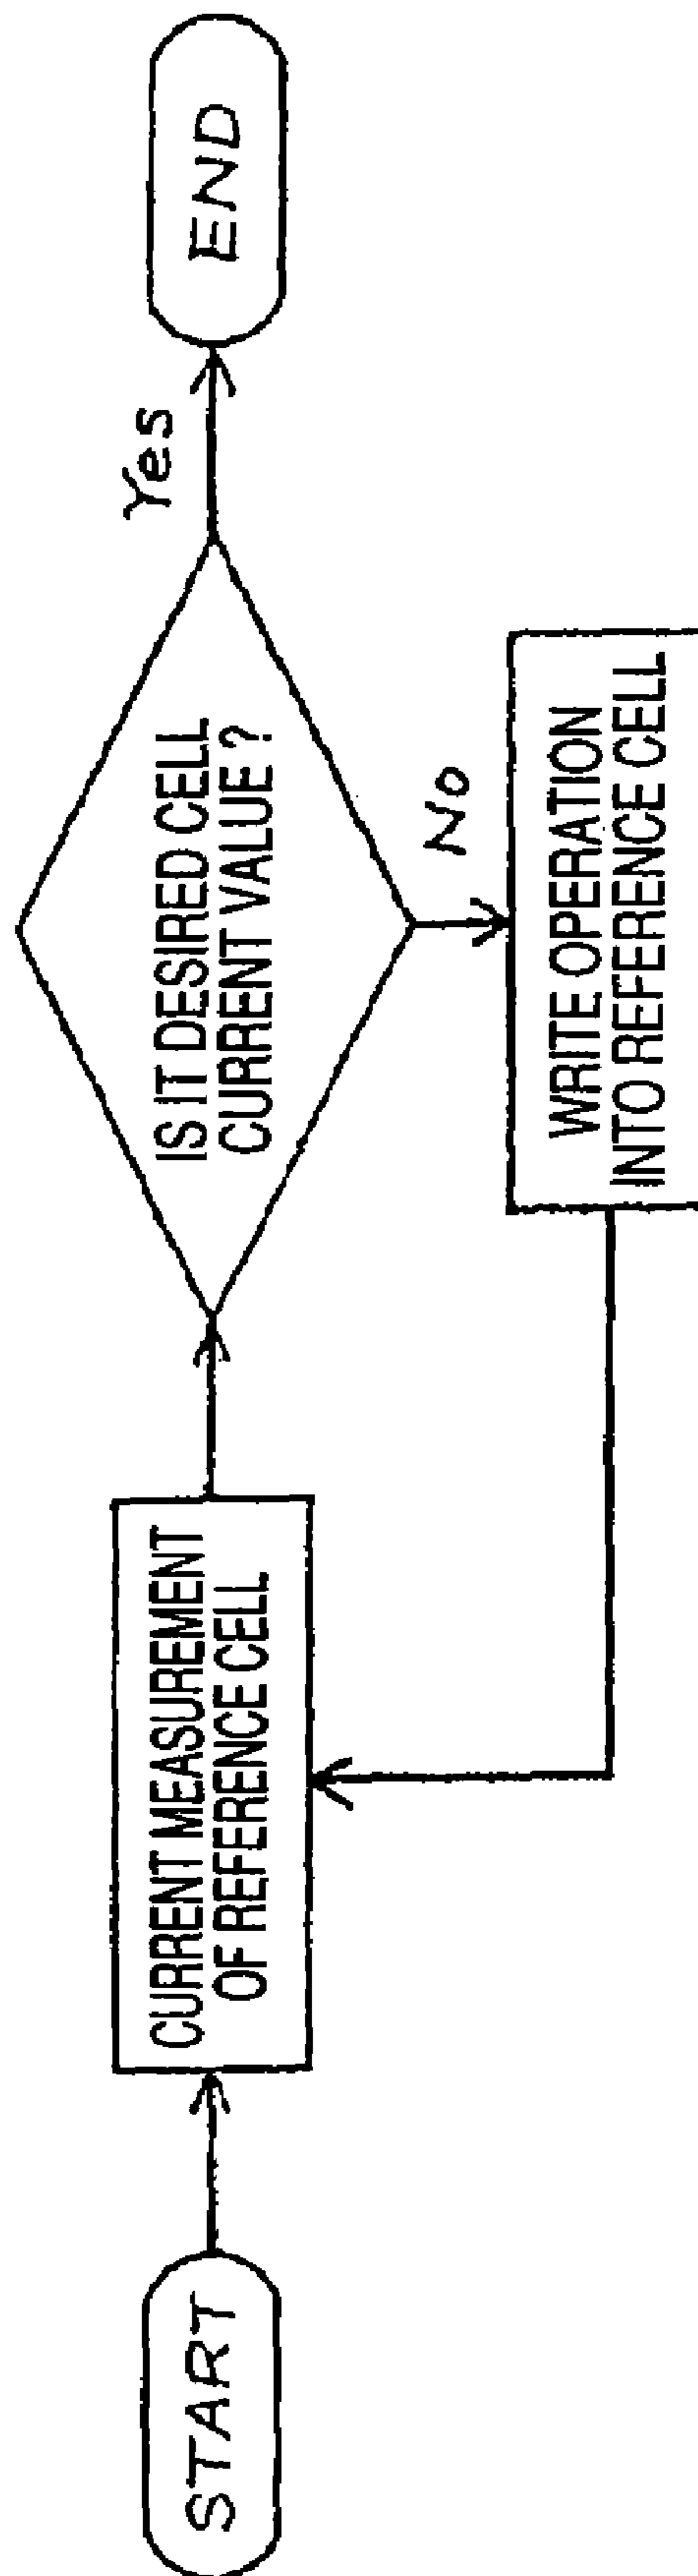 START
CURRENT MEASUREMENT
OF REFERENCE CELL
IS IT DESIRED CELL
CURRENT VALUE ?
Yes
END
No
WRITE OPERATION
INTO REFERENCE CELL